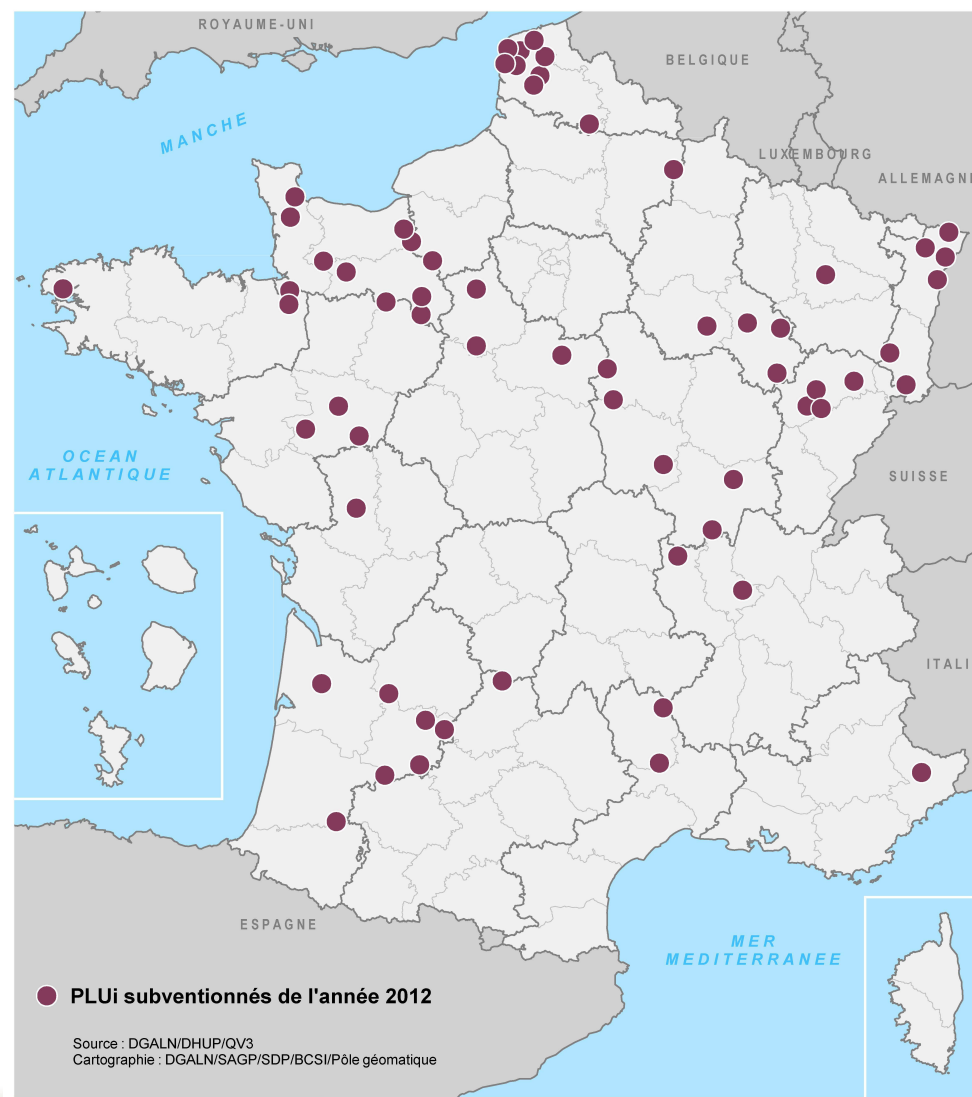 ROYAUME-UNI
BELGIQUE
MANCHE
LUXEMBOURG
ALLEMAGN
OCEAN
ATLANTIQUE
SUISSE
ITALI
ESPAGNE
MER
MEDITERRANEE
PLUi subventionnés de l'année 2012
Source : DGALN/DHUP/QV3
Cartographie : DGALN/SAGP/SDP/BCSI/Pôle géomatique